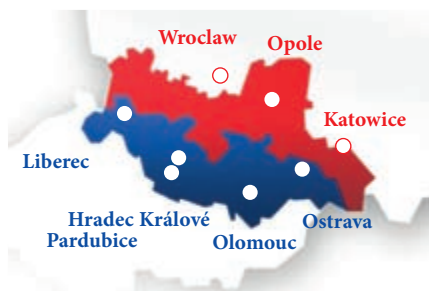 Wroclaw
Opole
Katowice
Liberec
Hradec Králové
Ostrava
Pardubice
Olomouc